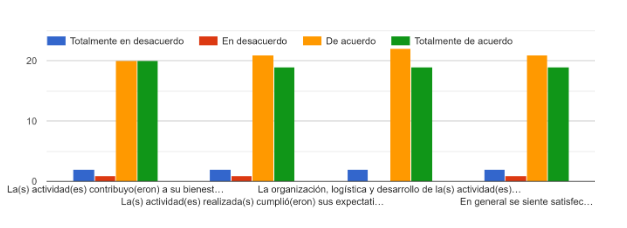 Totalmente en desacuerdo En desacuerdo De acuerdo Totalmente de acuerdo
20
10
0
La(s) actividad(es) contribuyo(eron) a su bienest… La organización, logística y desarrollo de la(s) actividad(es)…
La(s) actividad(es) realizada(s) cumplió(eron) sus expectati… En general se siente satisfec…